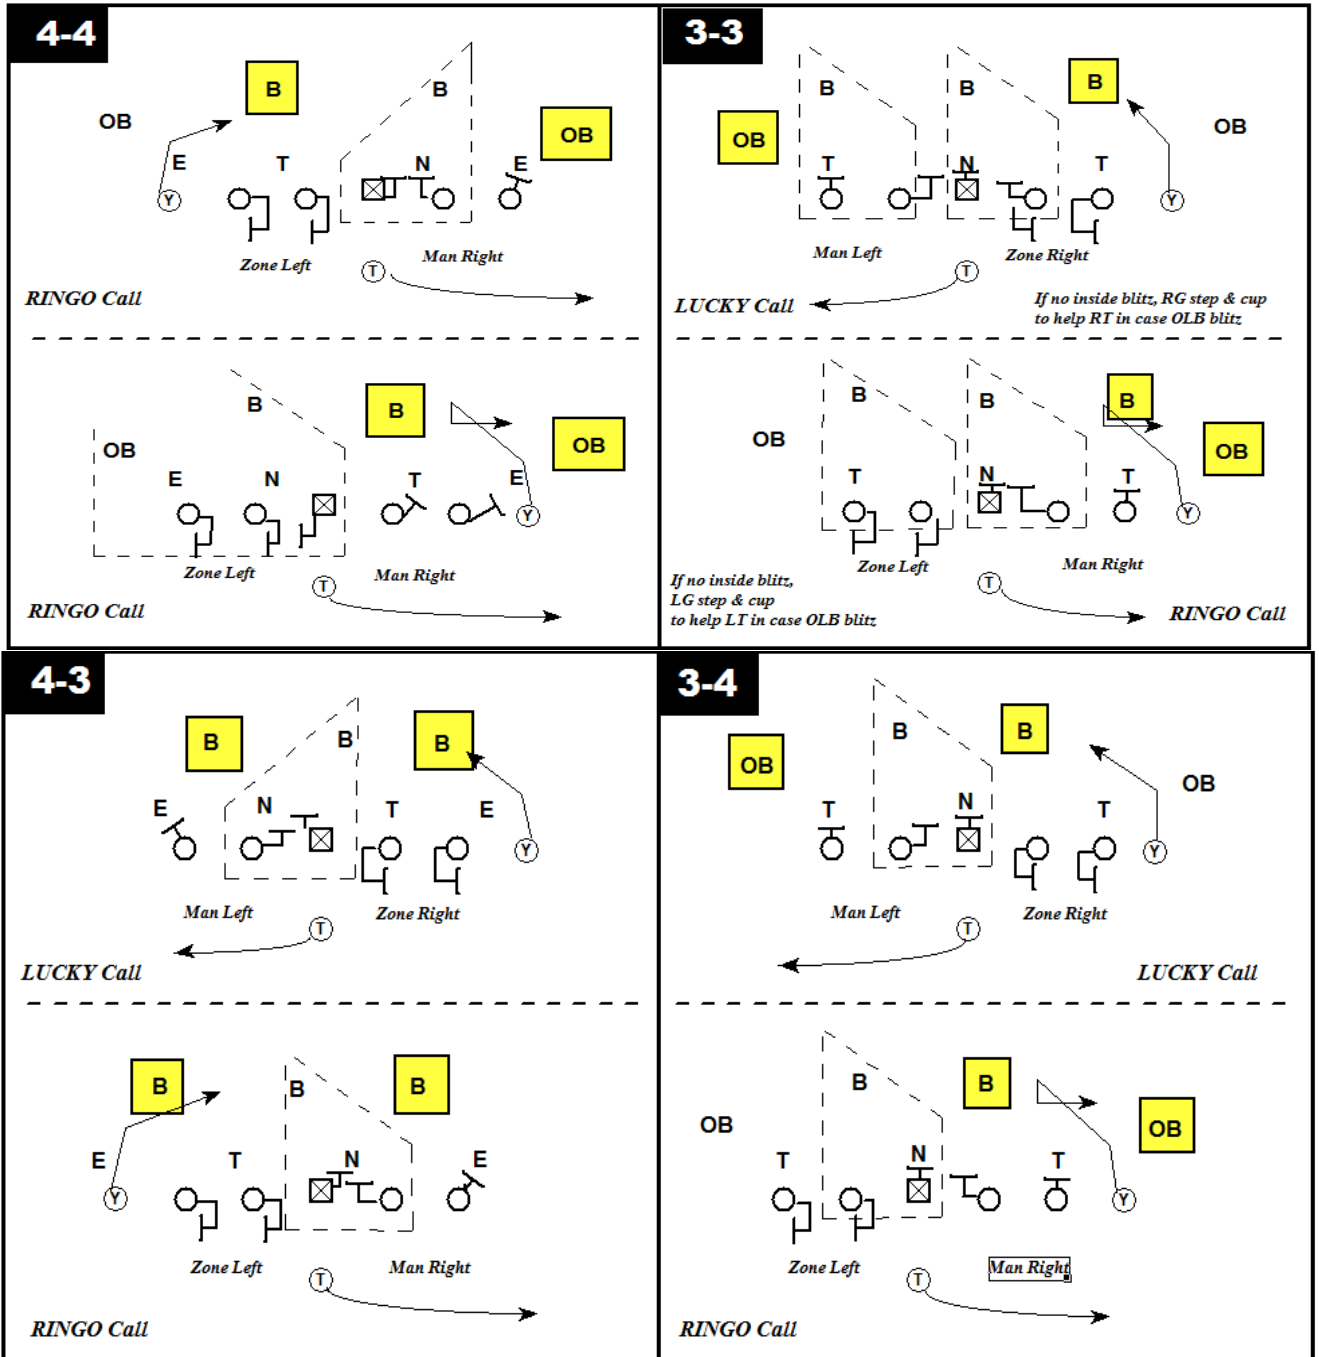 4-4
B
B
OB
OB
E
T
N
E
Y
Zone Left
T
Man Right
RINGO Call
B
B
OB
OB
E
N
T
E
Y
Zone Left
T
Man Right
RINGO Call
3-3
B
B
B
OB
OB
T
N
T
Y
Man Left
T
Zone Right
LUCKY Call
If no inside blitz, RG step & cup
to help RT in case OLB blitz
B
B
B
OB
OB
T
N
T
Y
Zone Left
T
Man Right
If no inside blitz,
LG step & cup
to help LT in case OLB blitz
RINGO Call
4-3
B
B
B
E
N
T
E
Y
Man Left
T
Zone Right
LUCKY Call
B
B
B
E
T
N
E
Y
Zone Left
T
Man Right
RINGO Call
3-4
B
B
OB
OB
T
N
T
Y
Man Left
T
Zone Right
LUCKY Call
B
B
OB
OB
T
N
T
Y
Zone Left
T
Man Right
RINGO Call